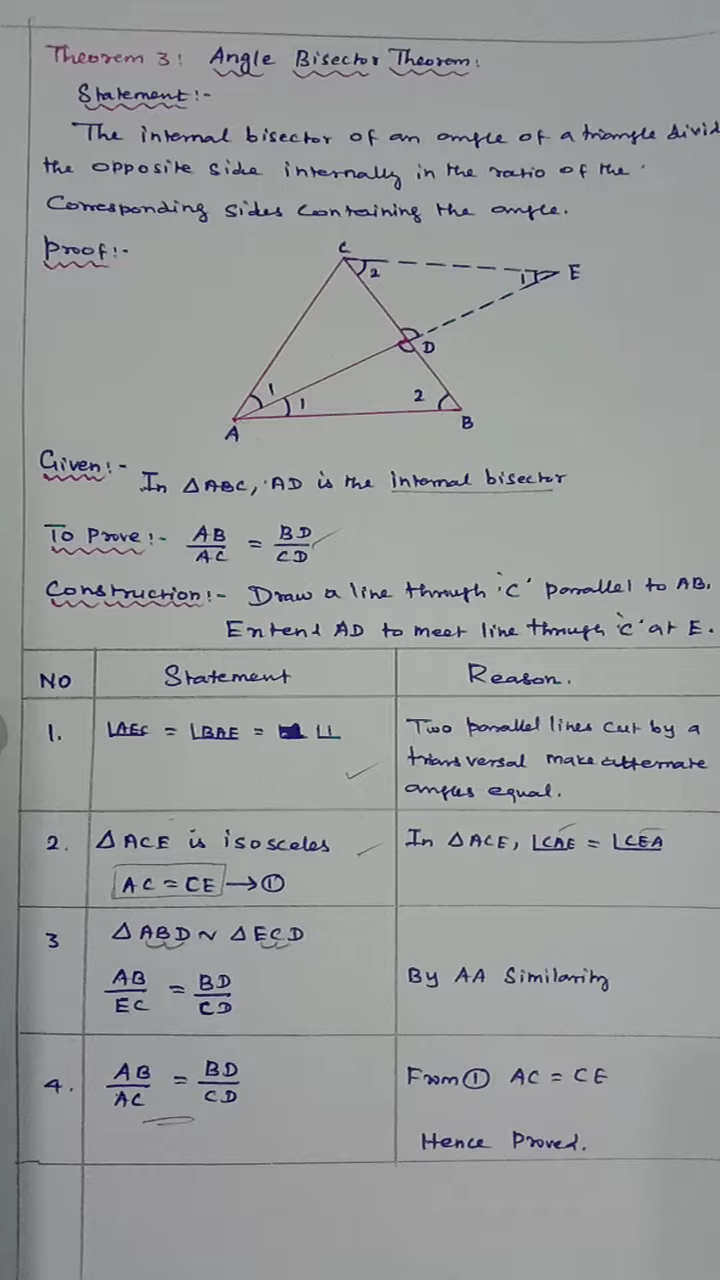 Theorem 3: Angle Bisector Theorem:
Statement:-
The internal bisector of an angle of a triangle divid
the opposite side internally in the ratio of the
Corresponding sides containing the angle.
Proof:-
C
2
1
E
D
1
1
2
A
B
Given:- In △ABC, AD is the internal bisector
To Prove:- AB/AC = BD/CD
Construction:- Draw a line through 'C' parallel to AB.
Extend AD to meet line through 'C' at E.
NO Statement Reason.
1. ∠AEC = ∠BAE = ∠1
Two parallel lines cut by a
transversal make alternate
angles equal.
2. △ACE is isosceles
AC = CE → ①
In △ACE, ∠CAE = ∠CEA
3 △ABD ~ △ECD
AB/EC = BD/CD
By AA Similarity
4. AB/AC = BD/CD
From ① AC = CE
Hence Proved.